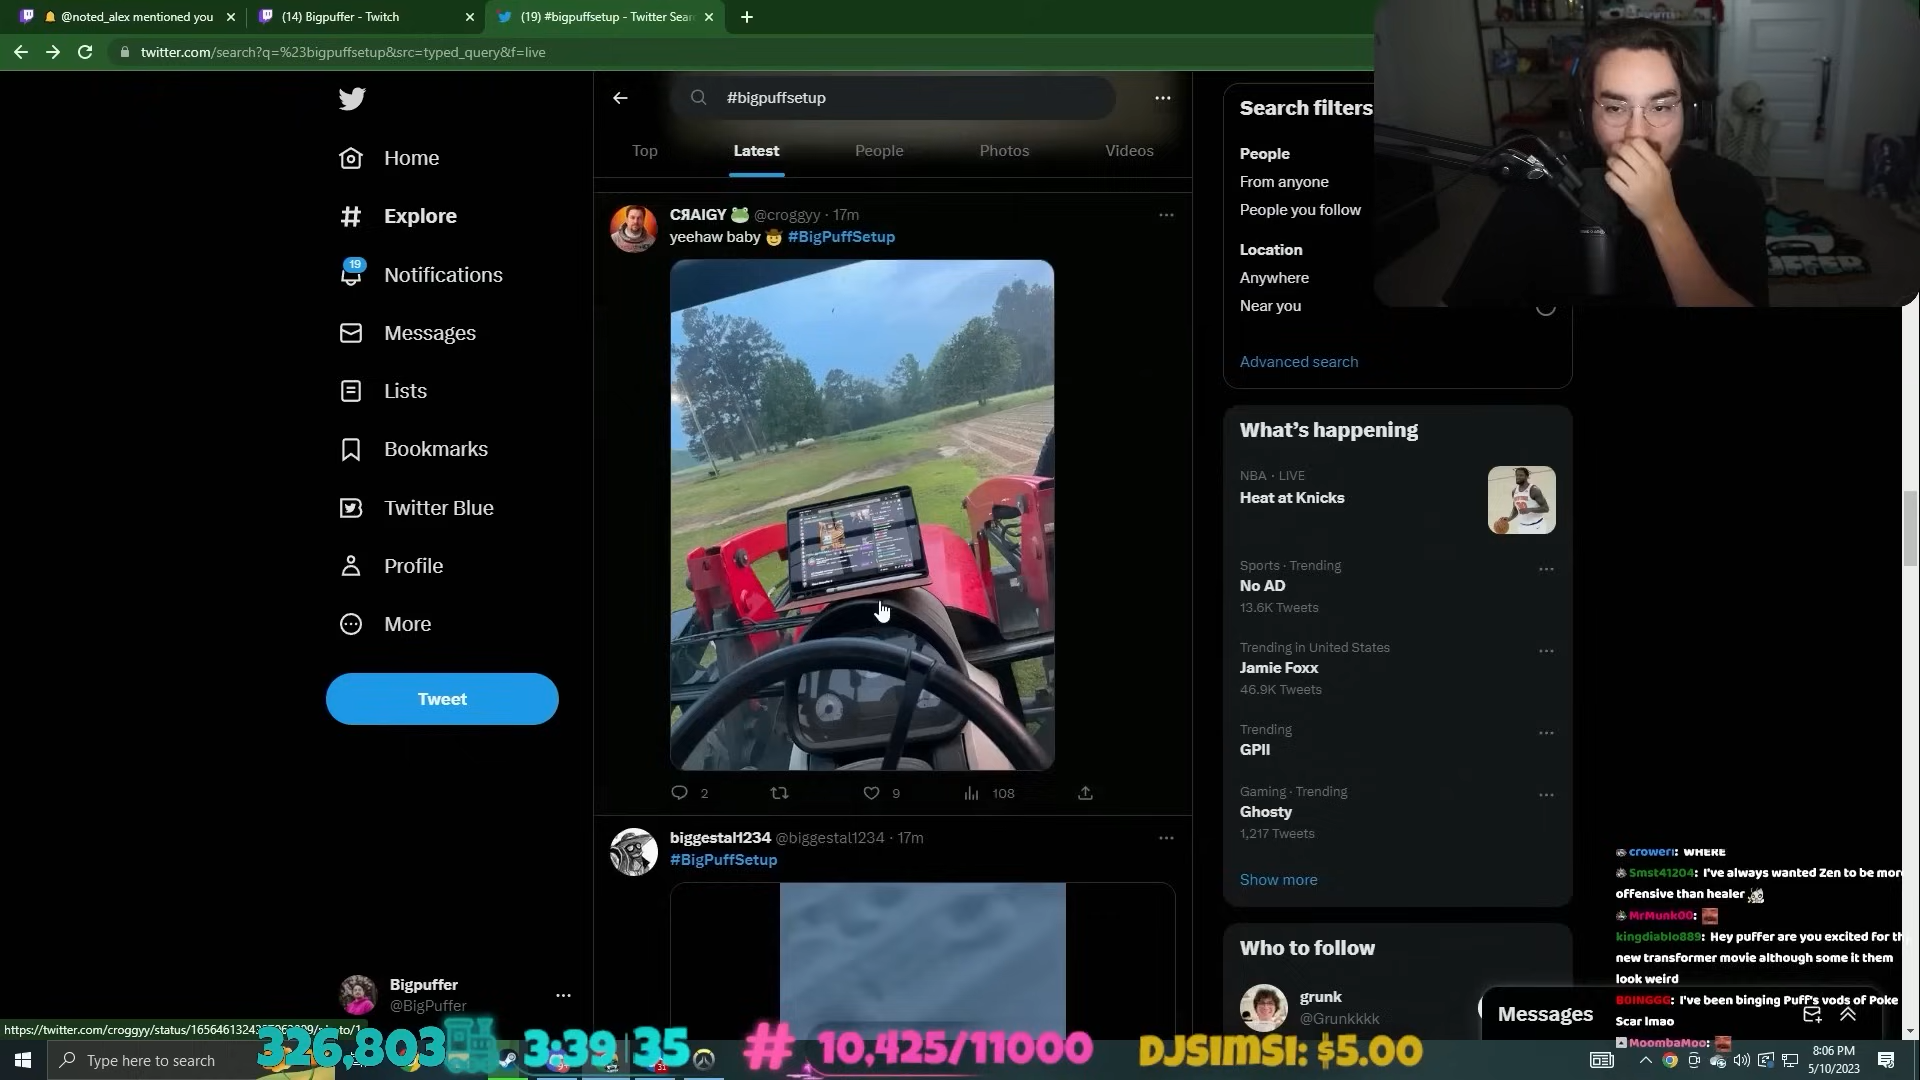 @noted_alex mentioned you
(14) Bigpuffer - Twitch
(19) #bigpuffsetup - Twitter Sear
twitter.com/search?q=%23bigpuffsetup&src=typed_query&f=live
Home
Explore
19
Notifications
Messages
Lists
Bookmarks
Twitter Blue
Profile
More
Tweet
Bigpuffer
@BigPuffer
#bigpuffsetup
Top
Latest
People
Photos
Videos
CЯAIGY 🐸 @croggyy · 17m
yeehaw baby 🤠 #BigPuffSetup
2
9
108
biggestal1234 @biggestal1234 · 17m
#BigPuffSetup
Search filters
People
From anyone
People you follow
Location
Anywhere
Near you
Advanced search
What's happening
NBA · LIVE
Heat at Knicks
Sports · Trending
No AD
13.6K Tweets
Trending in United States
Jamie Foxx
46.9K Tweets
Trending
GPII
Gaming · Trending
Ghosty
1,217 Tweets
Show more
Who to follow
grunk
@Grunkkkk
Messages
crowerl: WHERE
Smst41204: I've always wanted Zen to be more
offensive than healer
MrMunk00:
kingdiablo889: Hey puffer are you excited for
new transformer movie although some it them
look weird
BOINGGG: I've been binging Puff's vods of Poke
Scar lmao
MoombaMoo:
326,803
3:39 35
# 10,425/11000
DJSIMSI: $5.00
Type here to search
8:06 PM
5/10/2023